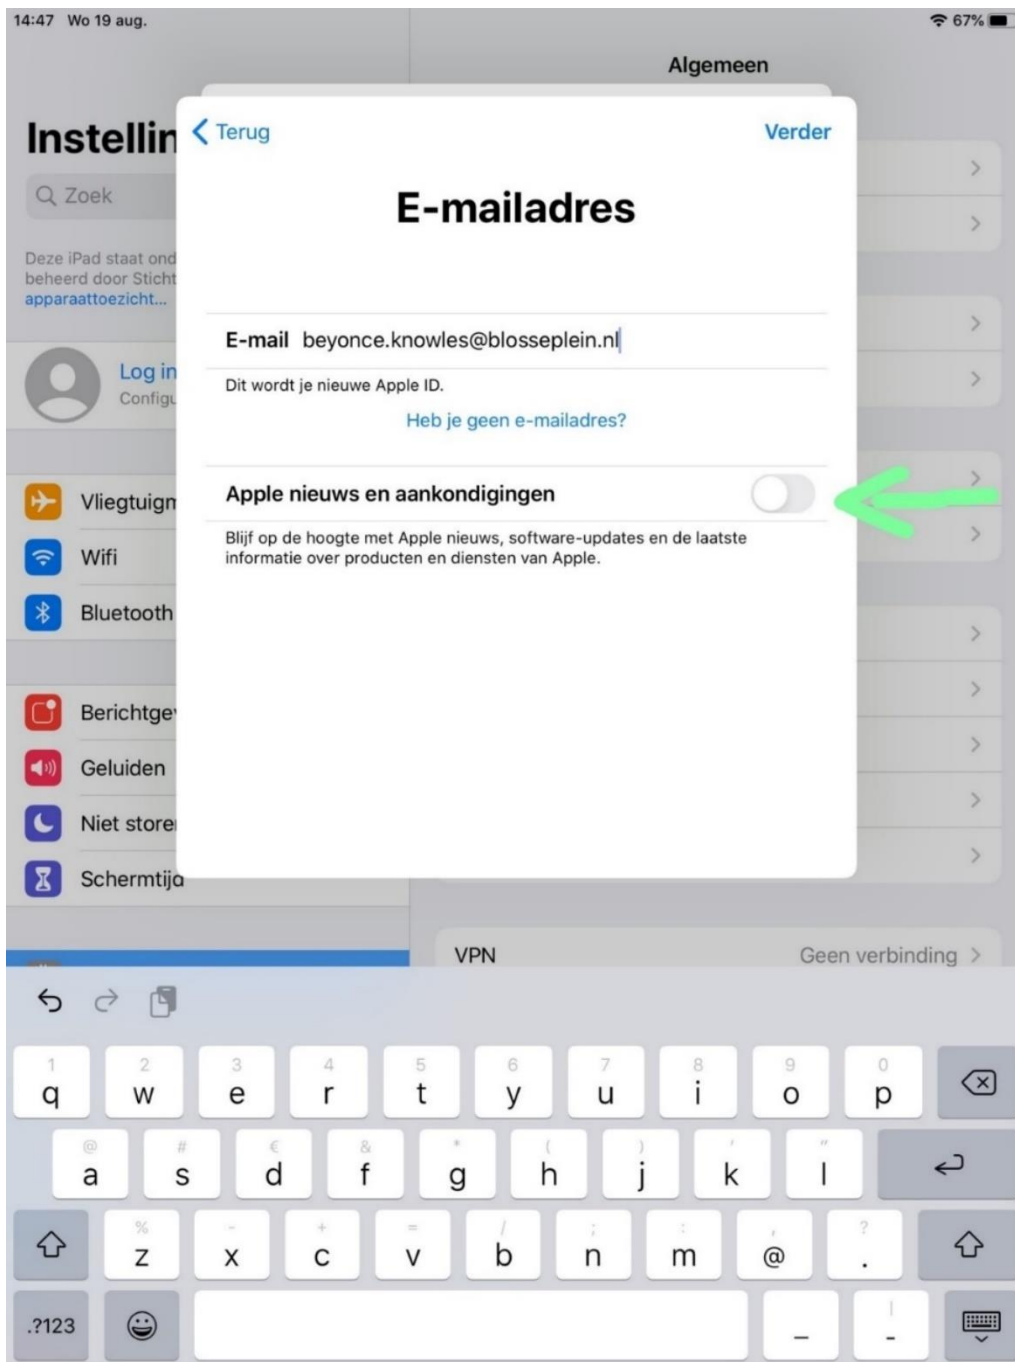 14:47 Wo 19 aug.
67%
Algemeen
Instellin
Terug
Verder
Zoek
E-mailadres
Deze iPad staat ond
beheerd door Sticht
apparaattoezicht...
E-mail beyonce.knowles@blosseplein.nl
Log in
Configu
Dit wordt je nieuwe Apple ID.
Heb je geen e-mailadres?
Apple nieuws en aankondigingen
Blijf op de hoogte met Apple nieuws, software-updates en de laatste
informatie over producten en diensten van Apple.
Vliegtuigm
Wifi
Bluetooth
Berichtgev
Geluiden
Niet storen
Schermtijd
VPN Geen verbinding
1 2 3 4 5 6 7 8 9 0
q w e r t y u i o p
@ # € & * ( ) ' "
a s d f g h j k l
% - + = / ; : , ?
z x c v b n m @ .
.?123 _ -